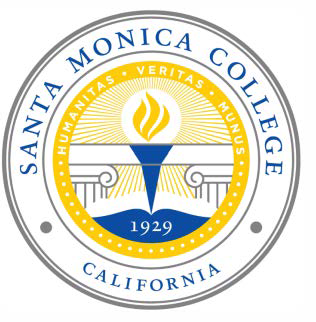 SANTA MONICA COLLEGE
HUMANITAS • VERITAS • MUNUS
1929
CALIFORNIA